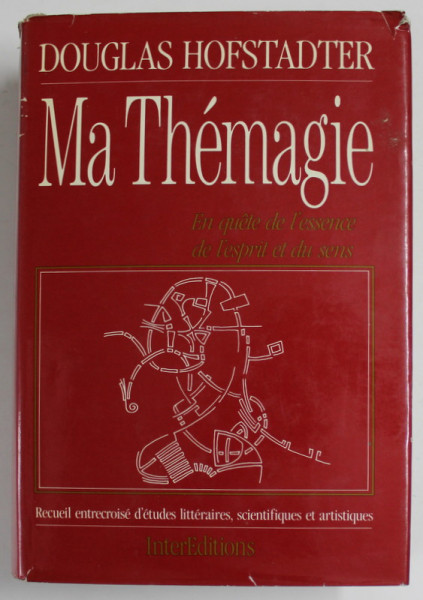 DOUGLAS HOFSTADTER
Ma Thémagie
En quête de l'essence
de l'esprit et du sens
Recueil entrecroisé d'études littéraires, scientifiques et artistiques
InterEditions